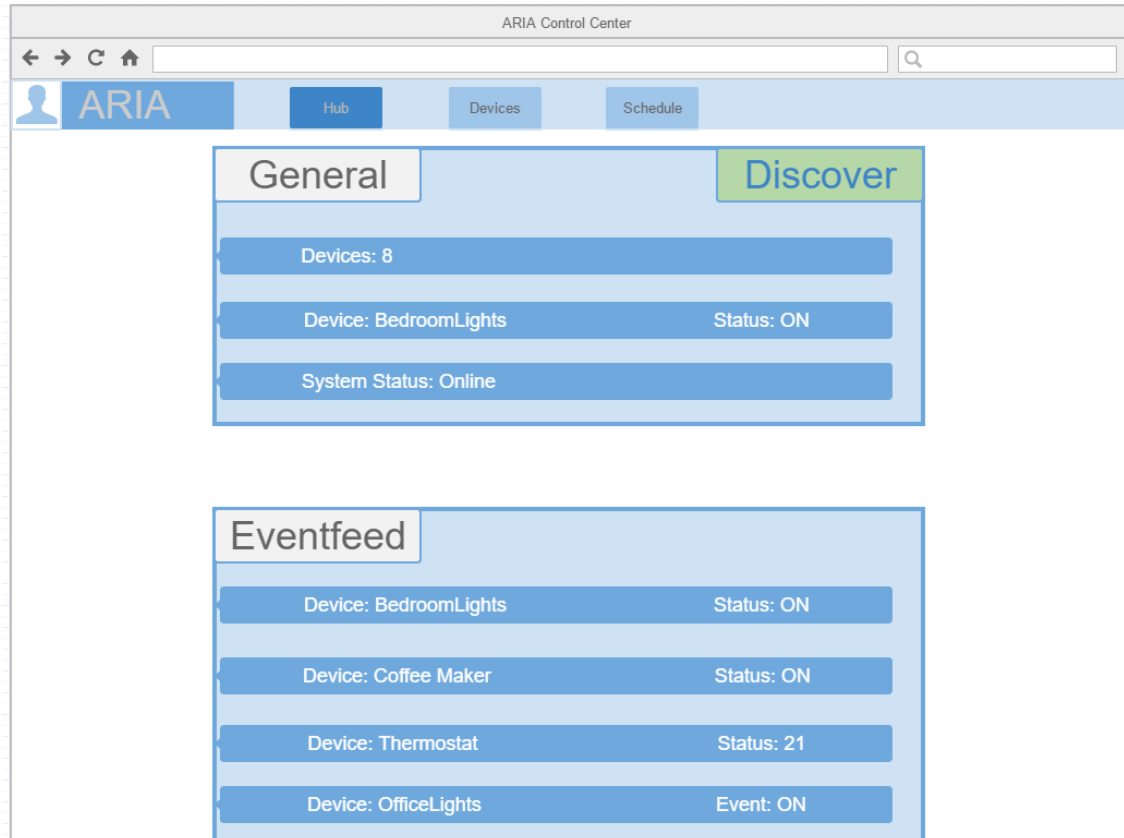 ARIA Control Center
ARIA Hub Devices Schedule
General Discover
Devices: 8
Device: BedroomLights Status: ON
System Status: Online
Eventfeed
Device: BedroomLights Status: ON
Device: Coffee Maker Status: ON
Device: Thermostat Status: 21
Device: OfficeLights Event: ON